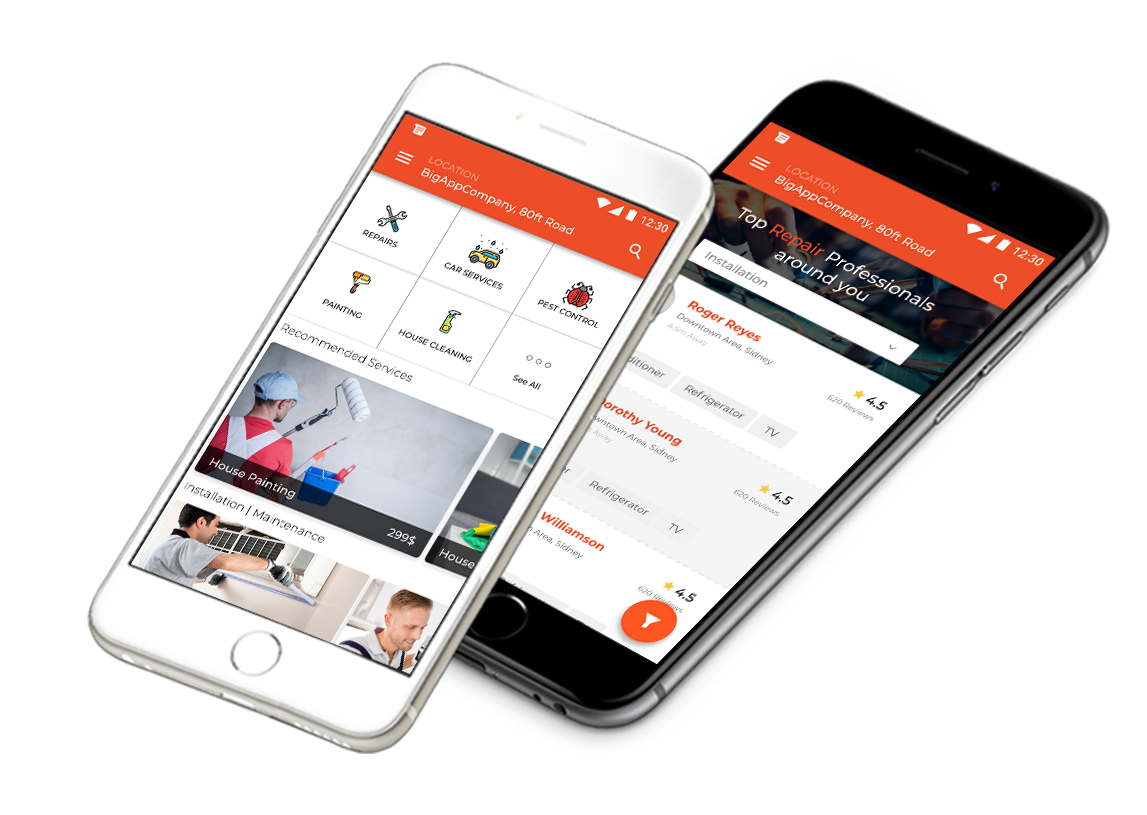 12:30
LOCATION
BigAppCompany, 80ft Road
REPAIRS
CAR SERVICES
PEST CONTROL
PAINTING
HOUSE CLEANING
See All
Recommended Services
House Painting
299$
House
Installation | Maintenance
12:30
LOCATION
BigAppCompany, 80ft Road
Top Repair Professionals
around you
Installation
Roger Reyes
Downtown Area, Sidney
4.5m Away
4.5
620 Reviews
ditioner
Refrigerator
TV
orothy Young
wntown Area, Sidney
Away
4.5
620 Reviews
er
Refrigerator
TV
Williamson
n Area, Sidney
4.5
620 Reviews